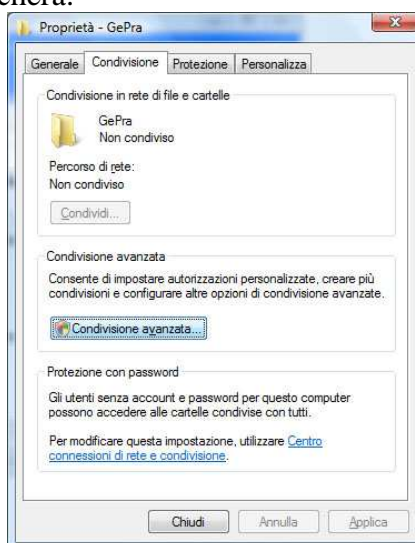 Proprietà - GePra
Generale Condivisione Protezione Personalizza
Condivisione in rete di file e cartelle
GePra
Non condiviso
Percorso di rete:
Non condiviso
Condividi...
Condivisione avanzata
Consente di impostare autorizzazioni personalizzate, creare più
condivisioni e configurare altre opzioni di condivisione avanzate.
Condivisione avanzata...
Protezione con password
Gli utenti senza account e password per questo computer
possono accedere alle cartelle condivise con tutti.
Per modificare questa impostazione, utilizzare Centro
connessioni di rete e condivisione.
Chiudi Annulla Applica